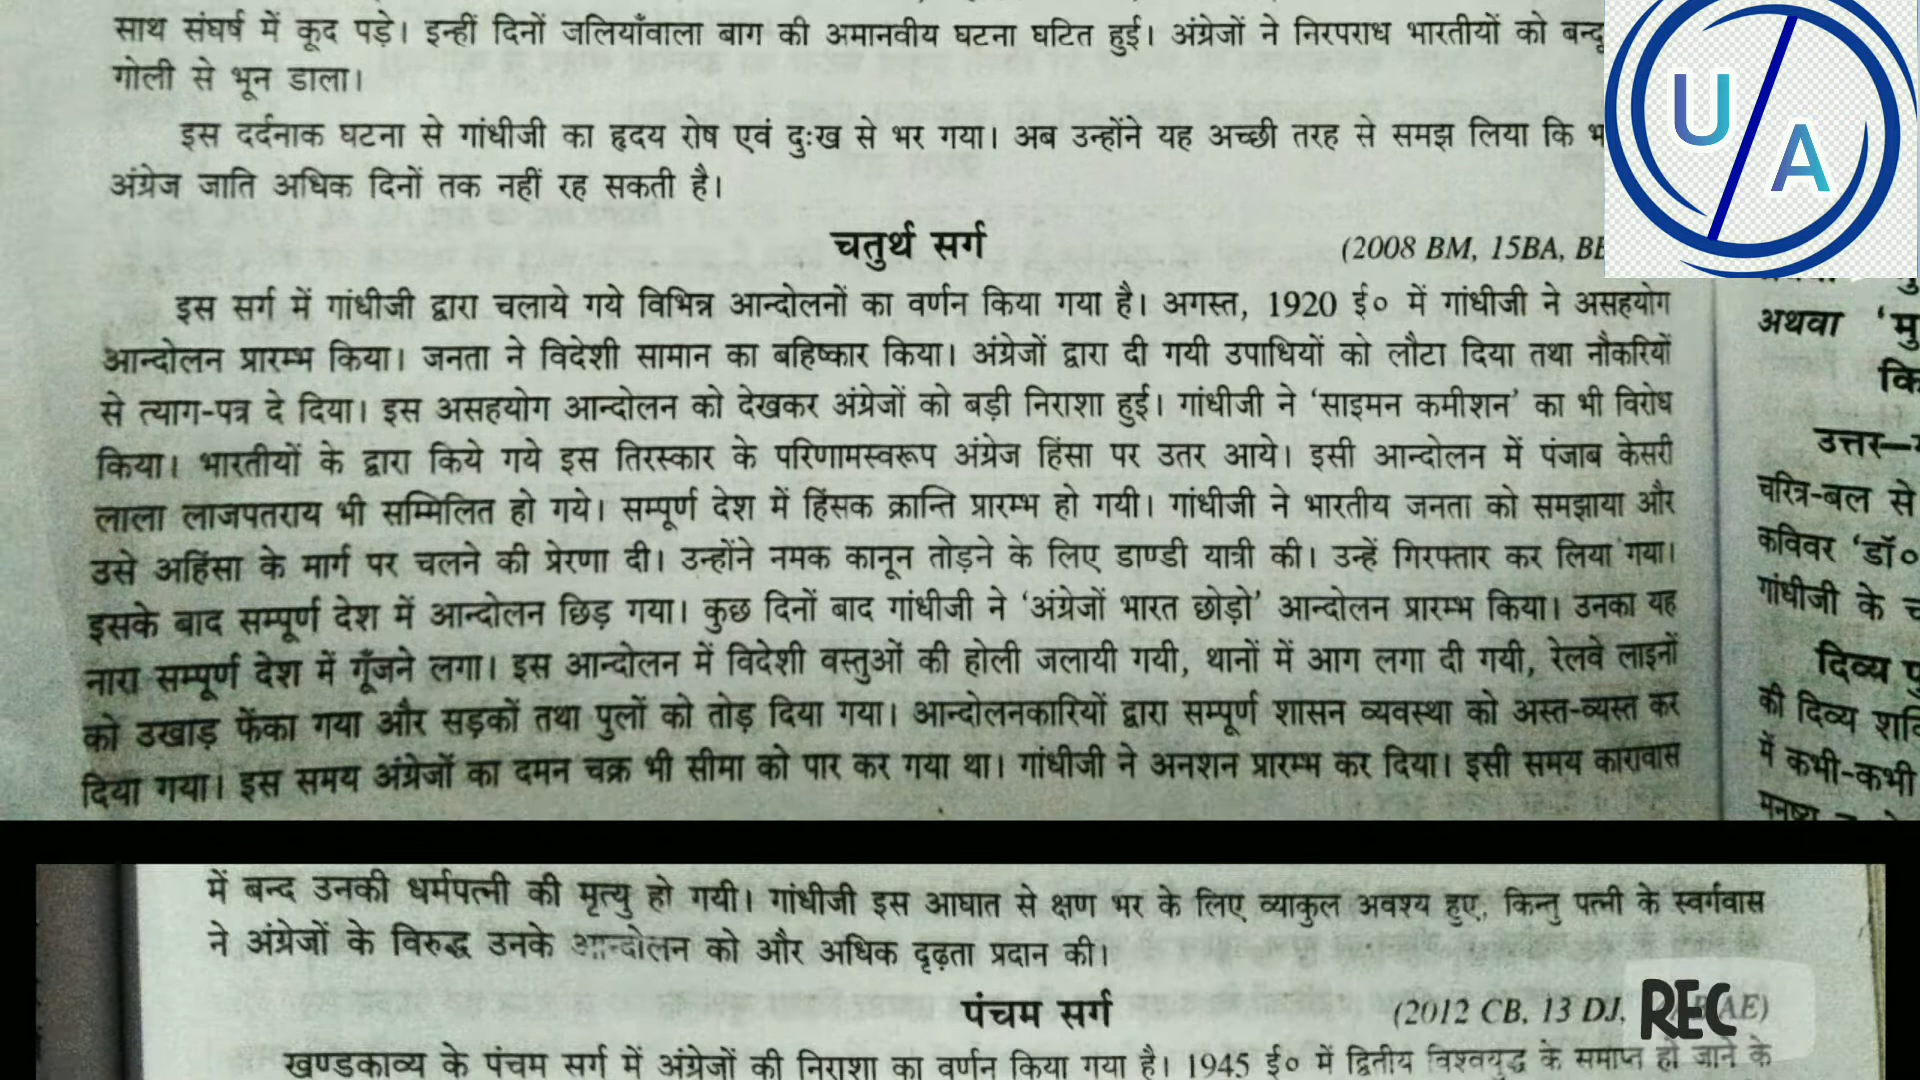 साथ संघर्ष में कूद पड़े। इन्हीं दिनों जलियाँवाला बाग की अमानवीय घटना घटित हुई। अंग्रेजों ने निरपराध भारतीयों को
गोली से भून डाला।
इस दर्दनाक घटना से गांधीजी का हृदय रोष एवं दुःख से भर गया। अब उन्होंने यह अच्छी तरह से समझ लिया कि
अंग्रेज जाति अधिक दिनों तक नहीं रह सकती है।
U/A
चतुर्थ सर्ग (2008 BM, 15BA,
इस सर्ग में गांधीजी द्वारा चलाये गये विभिन्न आन्दोलनों का वर्णन किया गया है। अगस्त, 1920 ई० में गांधीजी ने असहयोग
आन्दोलन प्रारम्भ किया। जनता ने विदेशी सामान का बहिष्कार किया। अंग्रेजों द्वारा दी गयी उपाधियों को लौटा दिया तथा नौकरियों
से त्याग-पत्र दे दिया। इस असहयोग आन्दोलन को देखकर अंग्रेजों को बड़ी निराशा हुई। गांधीजी ने ‘साइमन कमीशन’ का भी विरोध
किया। भारतीयों के द्वारा किये गये इस तिरस्कार के परिणामस्वरूप अंग्रेज हिंसा पर उतर आये। इसी आन्दोलन में पंजाब केसरी
लाला लाजपतराय भी सम्मिलित हो गये। सम्पूर्ण देश में हिंसक क्रान्ति प्रारम्भ हो गयी। गांधीजी ने भारतीय जनता को समझाया और
उसे अहिंसा के मार्ग पर चलने की प्रेरणा दी। उन्होंने नमक कानून तोड़ने के लिए डाण्डी यात्री की। उन्हें गिरफ्तार कर लिया गया।
इसके बाद सम्पूर्ण देश में आन्दोलन छिड़ गया। कुछ दिनों बाद गांधीजी ने ‘अंग्रेजों भारत छोड़ो’ आन्दोलन प्रारम्भ किया। उनका यह
नारा सम्पूर्ण देश में गूँजने लगा। इस आन्दोलन में विदेशी वस्तुओं की होली जलायी गयी, थानों में आग लगा दी गयी, रेलवे लाइनों
को उखाड़ फेंका गया और सड़कों तथा पुलों को तोड़ दिया गया। आन्दोलनकारियों द्वारा सम्पूर्ण शासन व्यवस्था को अस्त-व्यस्त कर
दिया गया। इस समय अंग्रेजों का दमन चक्र भी सीमा को पार कर गया था। गांधीजी ने अनशन प्रारम्भ कर दिया। इसी समय कारावास
अथवा ‘मु
कि
उत्तर—
चरित्र-बल से
कविवर ‘डॉ०
गांधीजी के
दिव्य
की दिव्य
में कभी-कभी
मनुष्य
में बन्द उनकी धर्मपत्नी की मृत्यु हो गयी। गांधीजी इस आघात से क्षण भर के लिए व्याकुल अवश्य हुए, किन्तु पत्नी के स्वर्गवास
ने अंग्रेजों के विरुद्ध उनके आन्दोलन को और अधिक दृढ़ता प्रदान की।
पंचम सर्ग (2012 CB, 13 DJ, AE)
REC
खण्डकाव्य के पंचम सर्ग में अंग्रेजों की निराशा का वर्णन किया गया है। 1945 ई० में द्वितीय विश्वयुद्ध के समाप्त हो जाने के